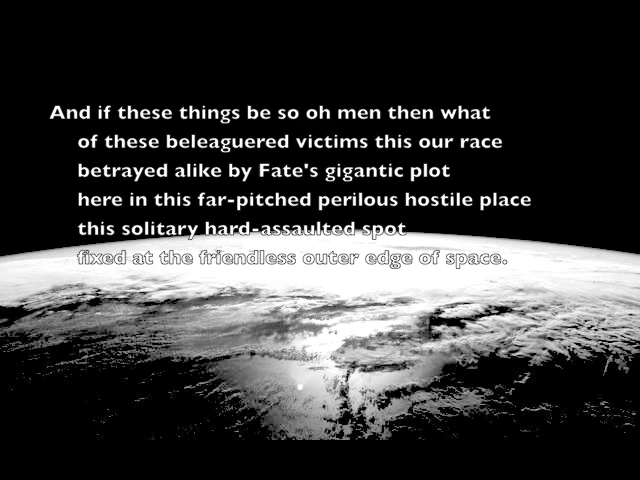 And if these things be so oh men then what
of these beleaguered victims this our race
betrayed alike by Fate's gigantic plot
here in this far-pitched perilous hostile place
this solitary hard-assaulted spot
fixed at the friendless outer edge of space.